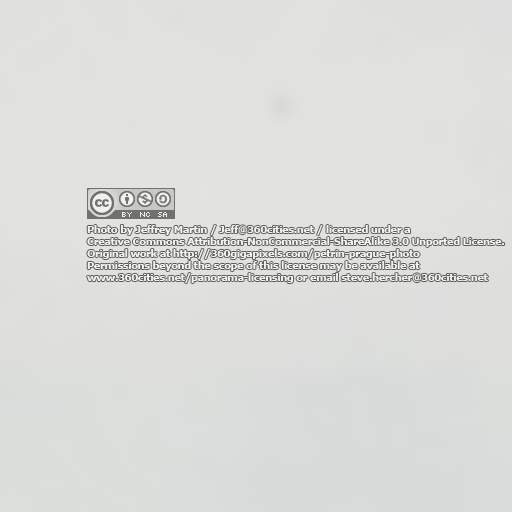 cc BY NC SA
Photo by Jeffrey Martin / Jeff@360cities.net / licensed under a
Creative Commons Attribution-NonCommercial-ShareAlike 3.0 Unported License.
Original work at http://360gigapixels.com/petrin-prague-photo
Permissions beyond the scope of this license may be available at
www.360cities.net/panorama-licensing or email steve.hercher@360cities.net